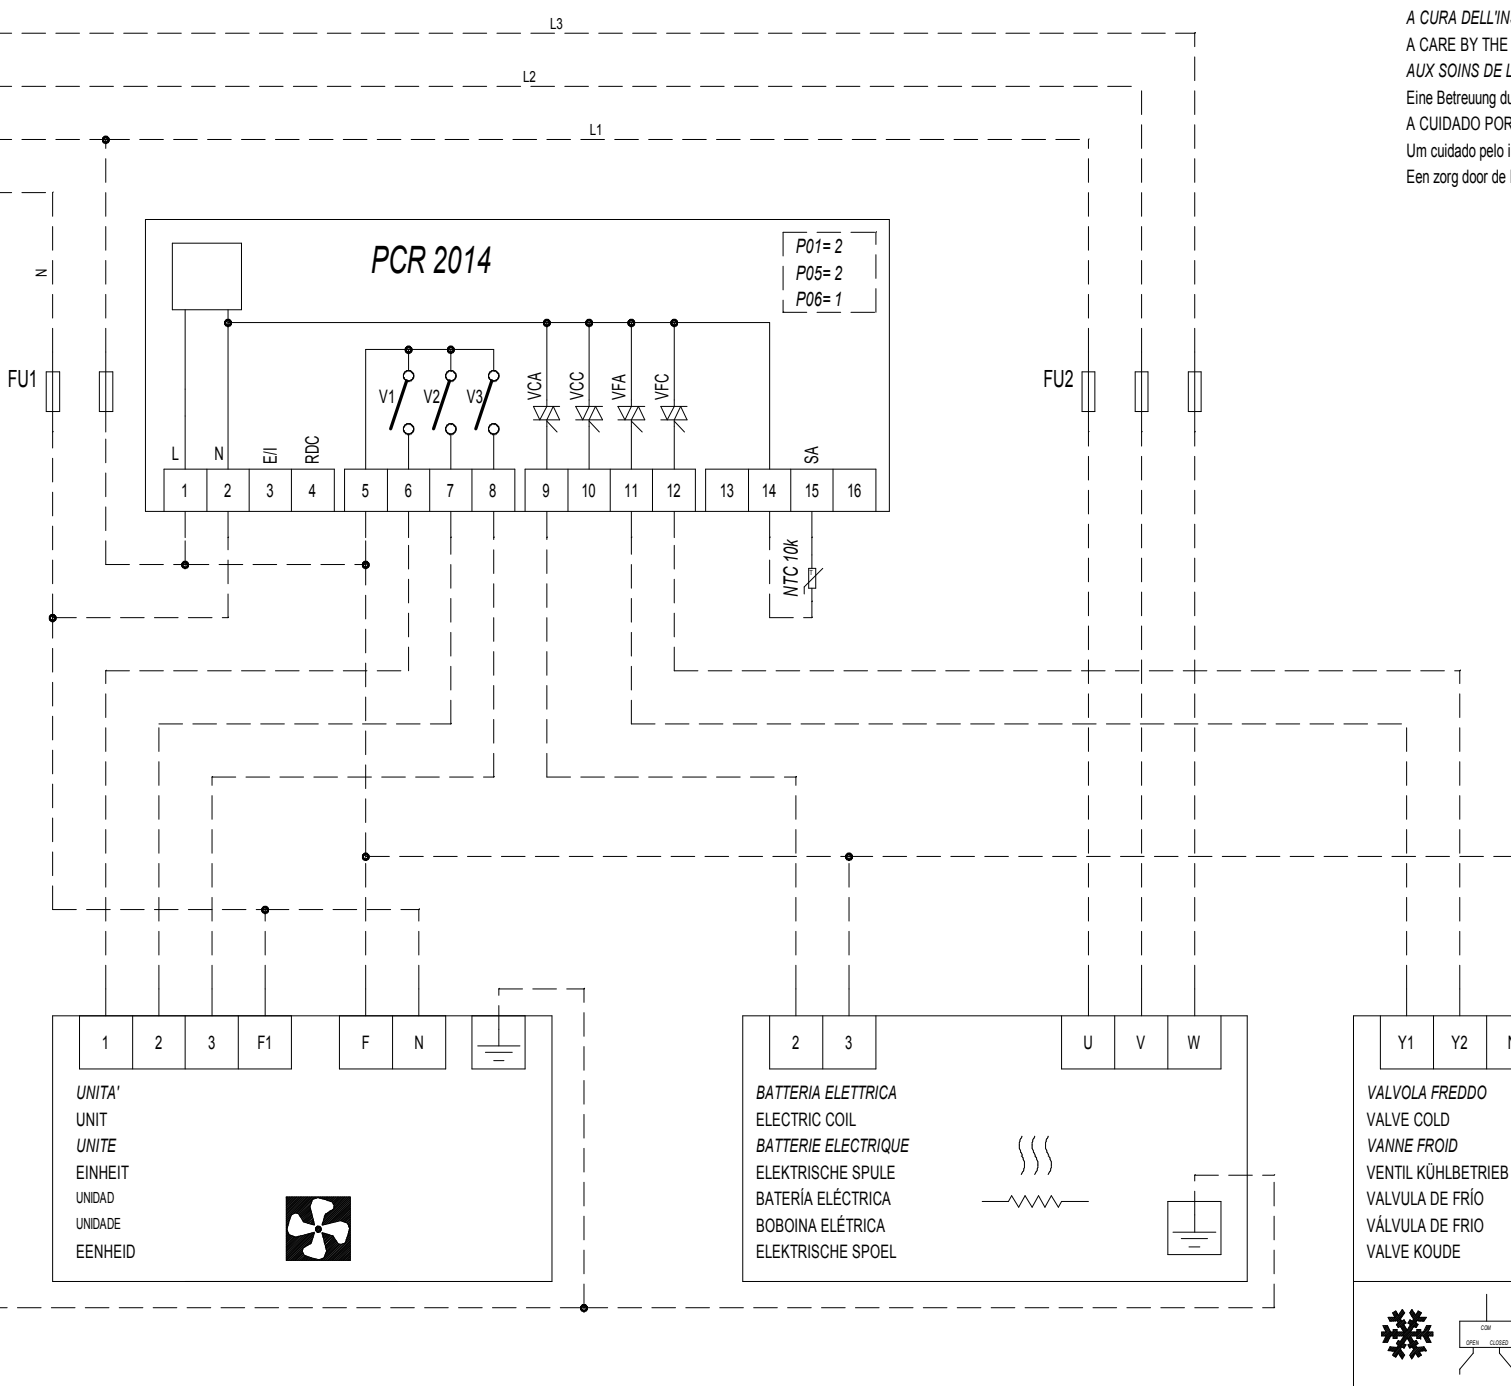 L3
L2
L1
A CURA DELL'IN
A CARE BY THE
AUX SOINS DE L
Eine Betreuung du
A CUIDADO POR
Um cuidado pelo i
Een zorg door de
N
PCR 2014
P01= 2
P05= 2
P06= 1
FU1
FU2
V1 V2 V3
VCA VCC VFA VFC
L N E/I RDC SA
1 2 3 4 5 6 7 8 9 10 11 12 13 14 15 16
NTC 10k
1 2 3 F1 F N
2 3 U V W
Y1 Y2
UNITA'
UNIT
UNITE
EINHEIT
UNIDAD
UNIDADE
EENHEID
BATTERIA ELETTRICA
ELECTRIC COIL
BATTERIE ELECTRIQUE
ELEKTRISCHE SPULE
BATERÍA ELÉCTRICA
BOBOINA ELÉTRICA
ELEKTRISCHE SPOEL
VALVOLA FREDDO
VALVE COLD
VANNE FROID
VENTIL KÜHLBETRIEB
VALVULA DE FRÍO
VÁLVULA DE FRIO
VALVE KOUDE
COM
OPEN CLOSED